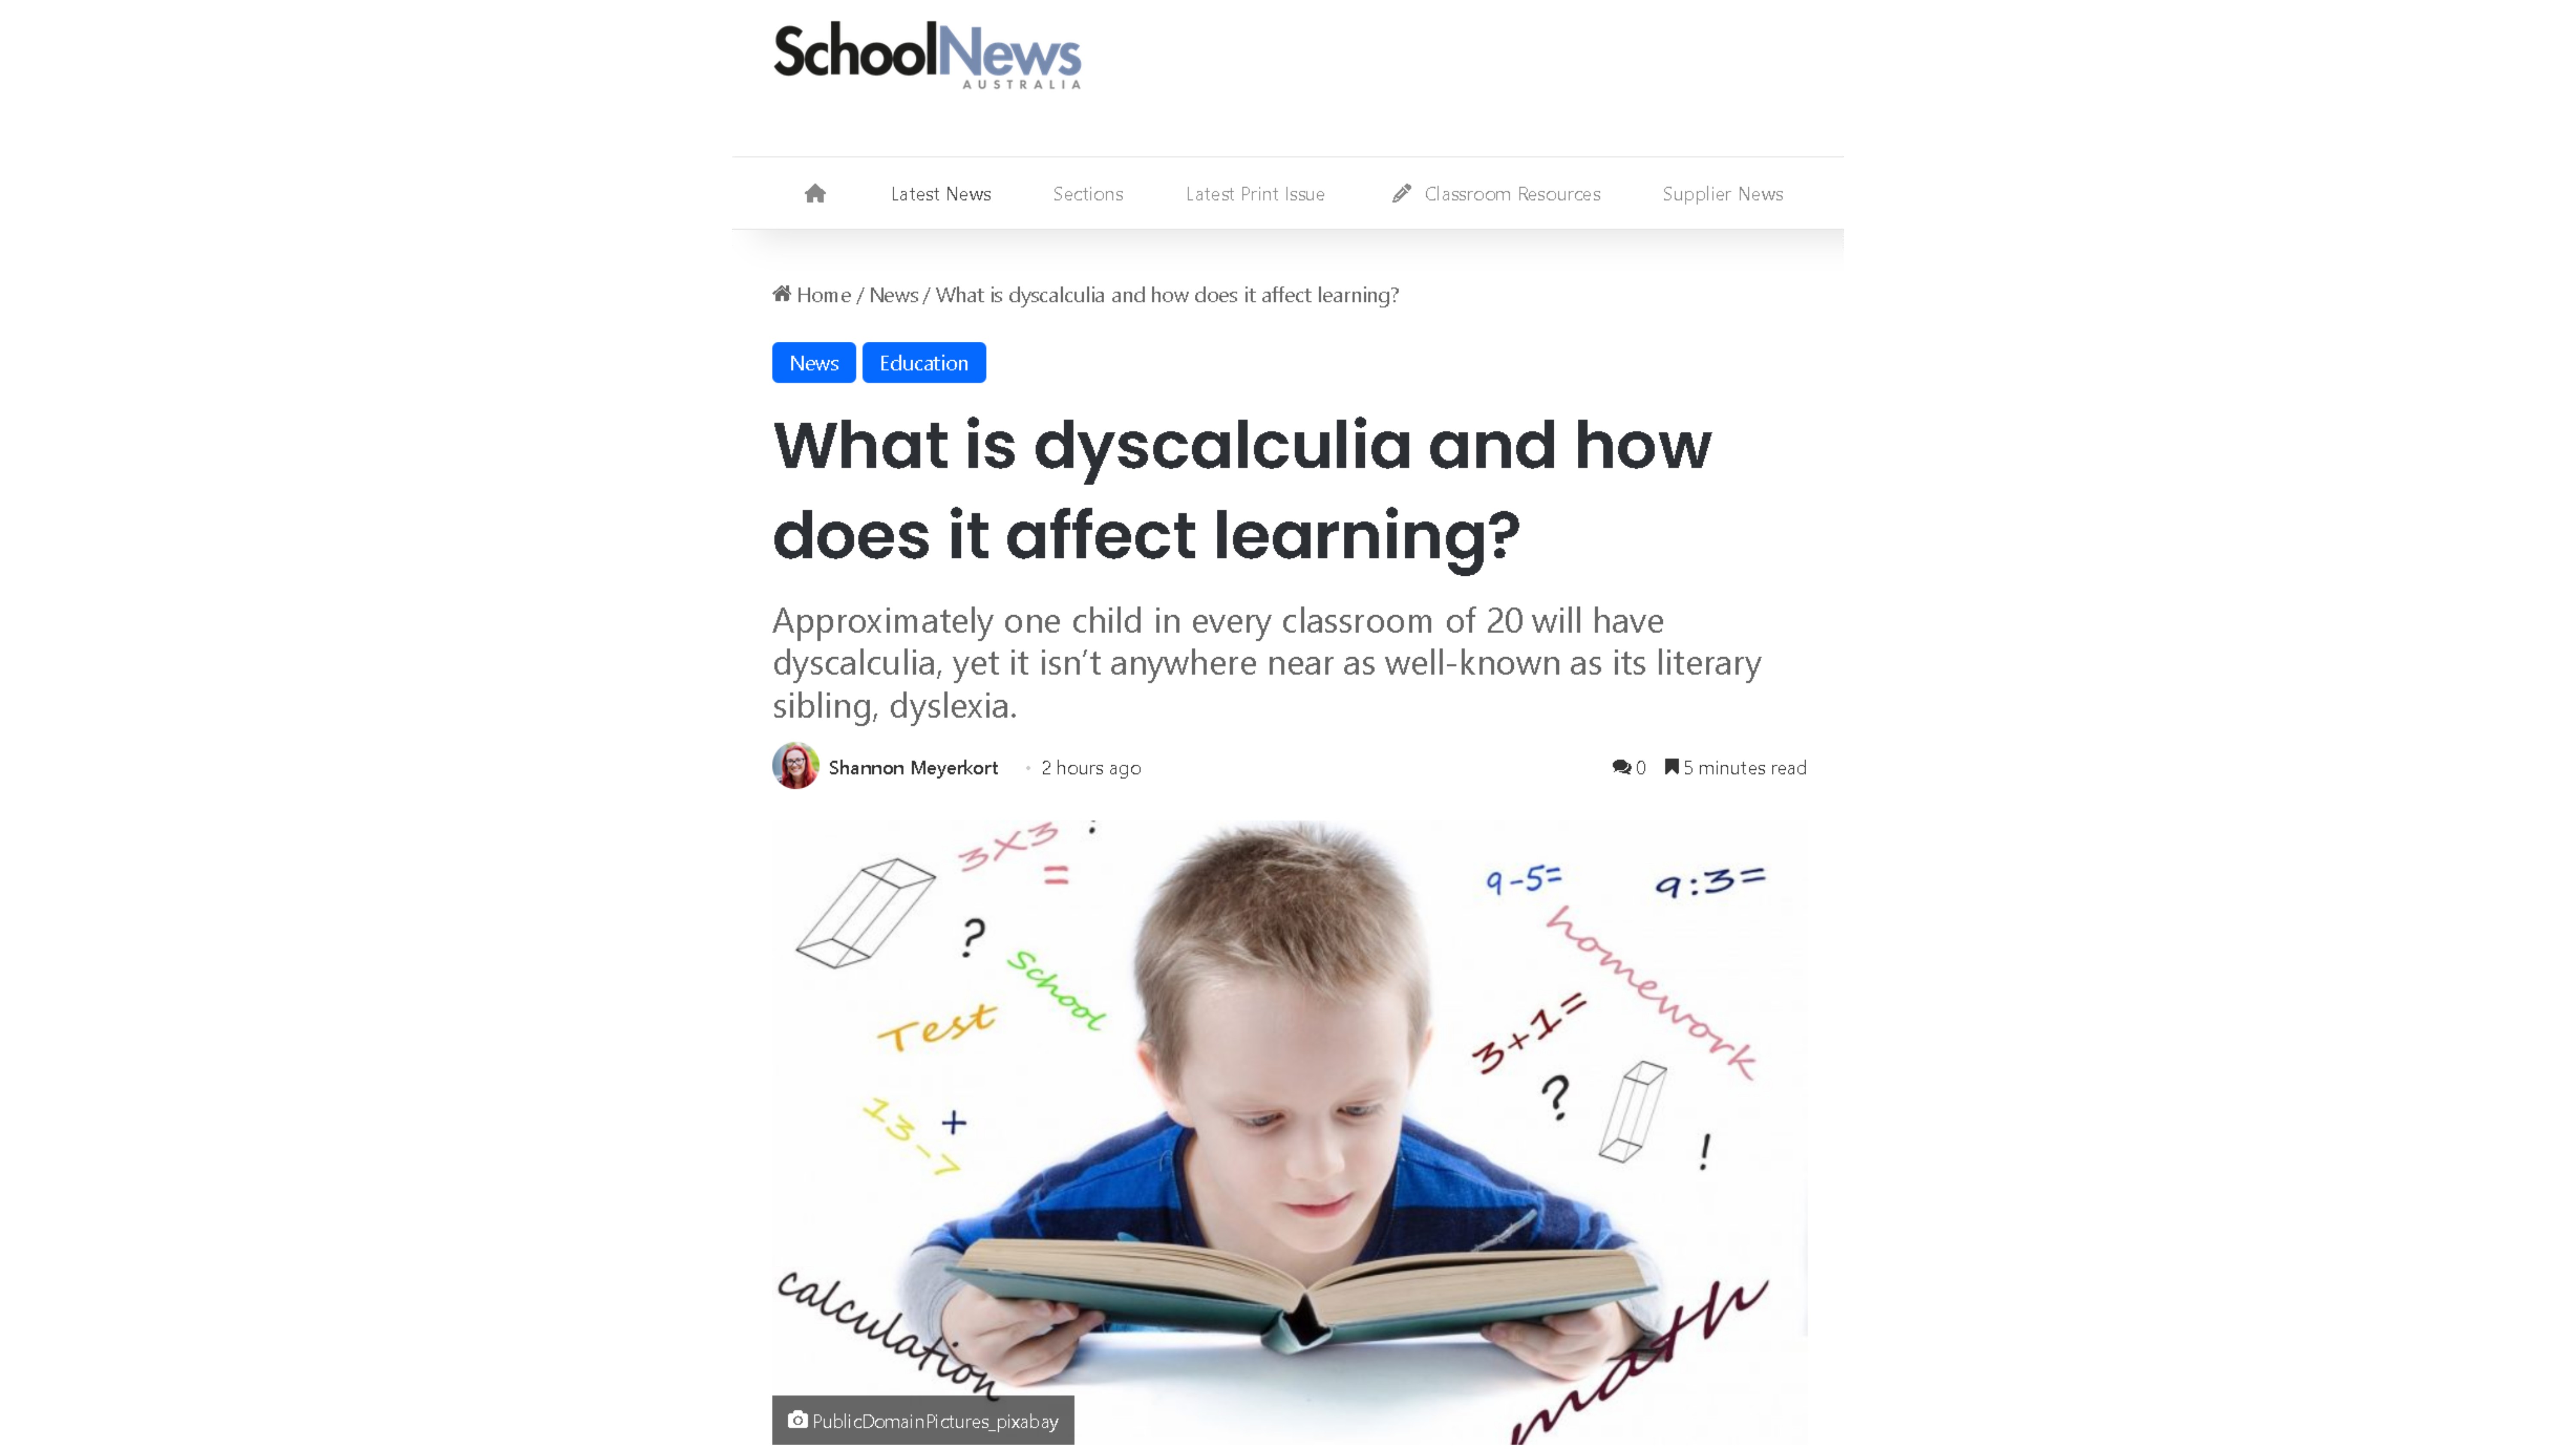 SchoolNews
AUSTRALIA
Latest News Sections Latest Print Issue Classroom Resources Supplier News
Home / News / What is dyscalculia and how does it affect learning?
News Education
What is dyscalculia and how
does it affect learning?
Approximately one child in every classroom of 20 will have
dyscalculia, yet it isn't anywhere near as well-known as its literary
sibling, dyslexia.
Shannon Meyerkort • 2 hours ago 0 5 minutes read
3x3
=
?
School
Test
13-7
+
calculation
9-5=
9:3=
homework
3+1=
?
!
math
PublicDomainPictures_pixabay